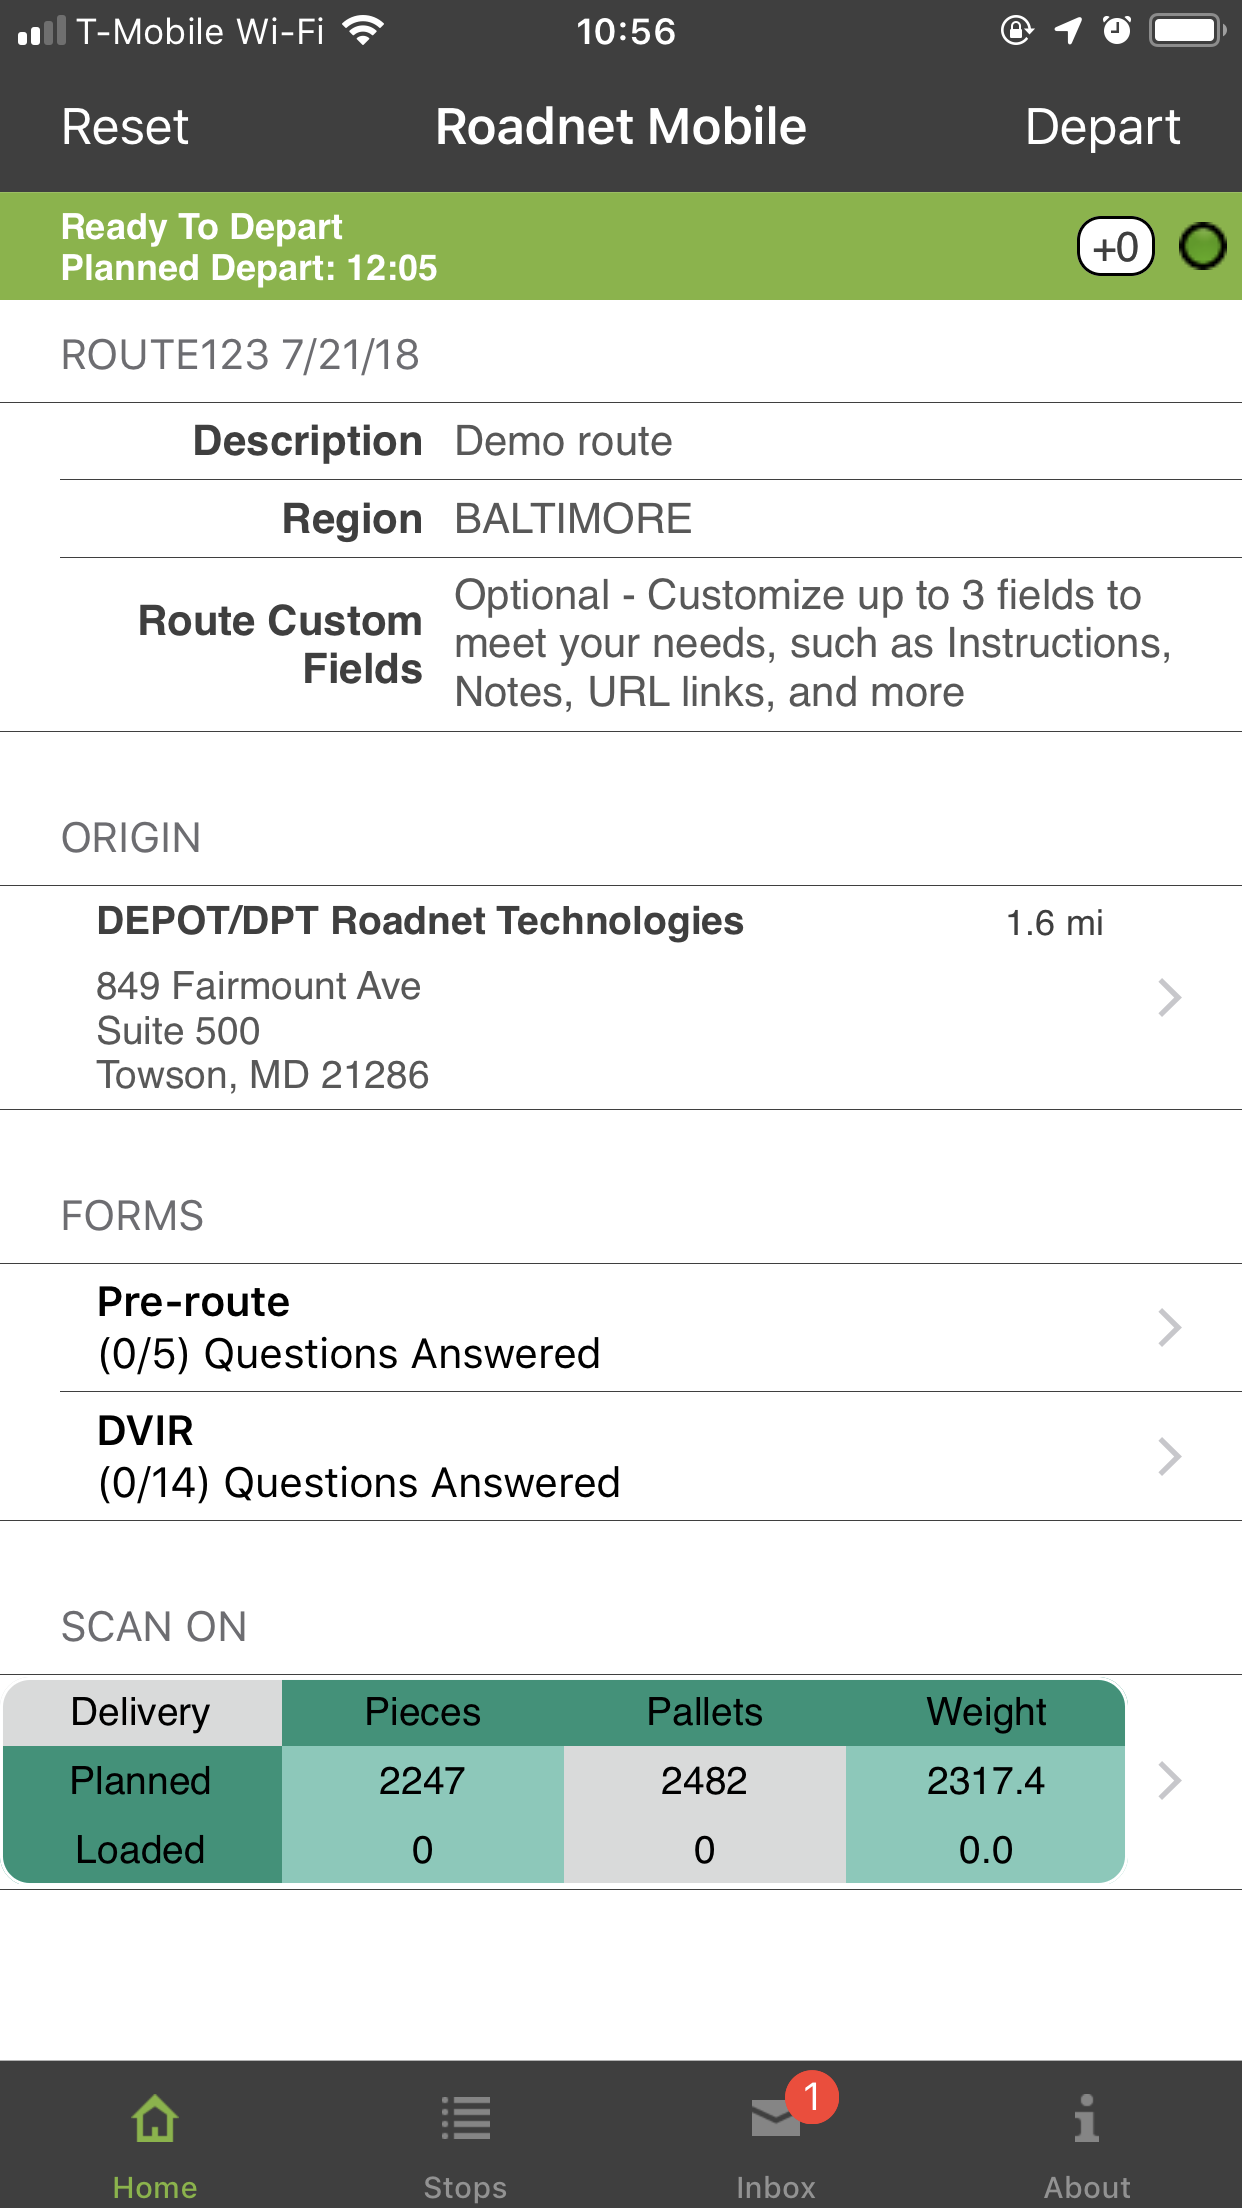 T-Mobile Wi-Fi 10:56
Reset Roadnet Mobile Depart
Ready To Depart
Planned Depart: 12:05
+0
ROUTE123 7/21/18
Description Demo route
Region BALTIMORE
Route Custom Fields
Optional - Customize up to 3 fields to
meet your needs, such as Instructions,
Notes, URL links, and more
ORIGIN
DEPOT/DPT Roadnet Technologies 1.6 mi
849 Fairmount Ave
Suite 500
Towson, MD 21286
FORMS
Pre-route
(0/5) Questions Answered
DVIR
(0/14) Questions Answered
SCAN ON
Delivery Pieces Pallets Weight
Planned 2247 2482 2317.4
Loaded 0 0 0.0
1
Home Stops Inbox About